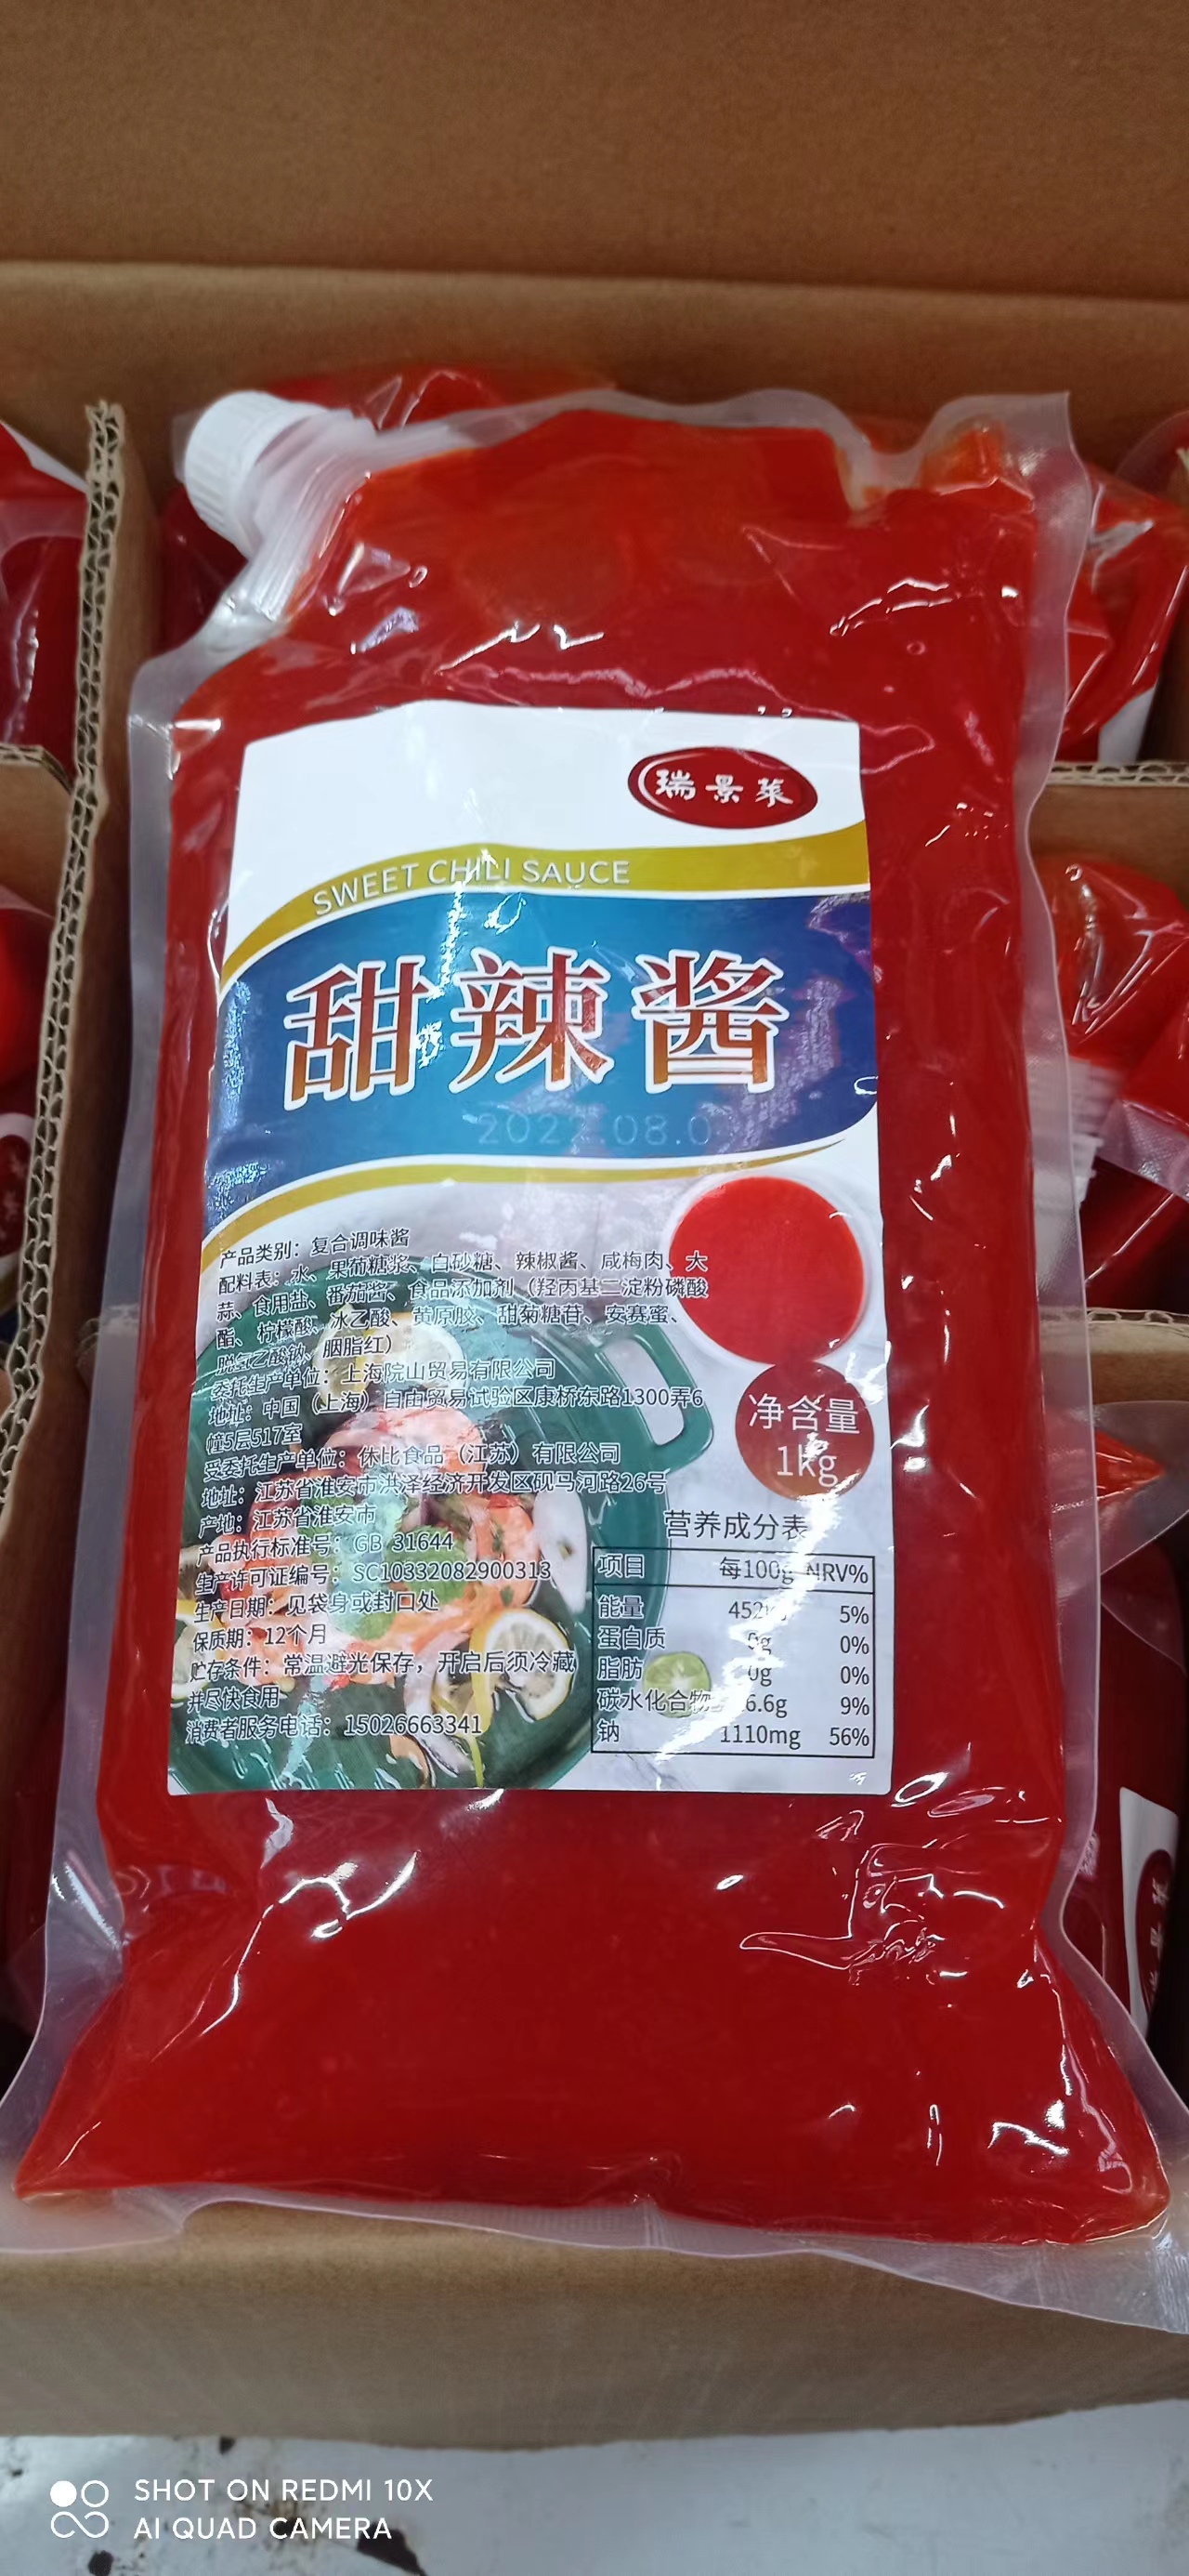 瑞景莱
SWEET CHILI SAUCE
甜辣酱
08.0
产品类别：复合调味酱
配料表：水、果葡糖浆、白砂糖、辣椒酱、咸梅肉、大
蒜、食用盐、番茄酱、食品添加剂（羟丙基二淀粉磷酸
酯、柠檬酸、冰乙酸、黄原胶、甜菊糖苷、安赛蜜、
脱氢乙酸钠、胭脂红）
委托生产单位：上海院山贸易有限公司
地址：中国（上海）自由贸易试验区康桥东路1300弄6
幢5层517室
受委托生产单位：休比食品（江苏）有限公司
地址：江苏省淮安市洪泽经济开发区砚马河路26号
产地：江苏省淮安市
产品执行标准号：GB 31644
生产许可证编号：SC10332082900313
生产日期：见袋身或封口处
保质期：12个月
贮存条件：常温避光保存，开启后须冷藏
并尽快食用
消费者服务电话：15026663341
净含量
1kg
营养成分表
项目 每100g NRV%
能量 5%
蛋白质 0g 0%
脂肪 0g 0%
碳水化合物 9%
钠 1110mg 56%
SHOT ON REDMI 10X
AI QUAD CAMERA